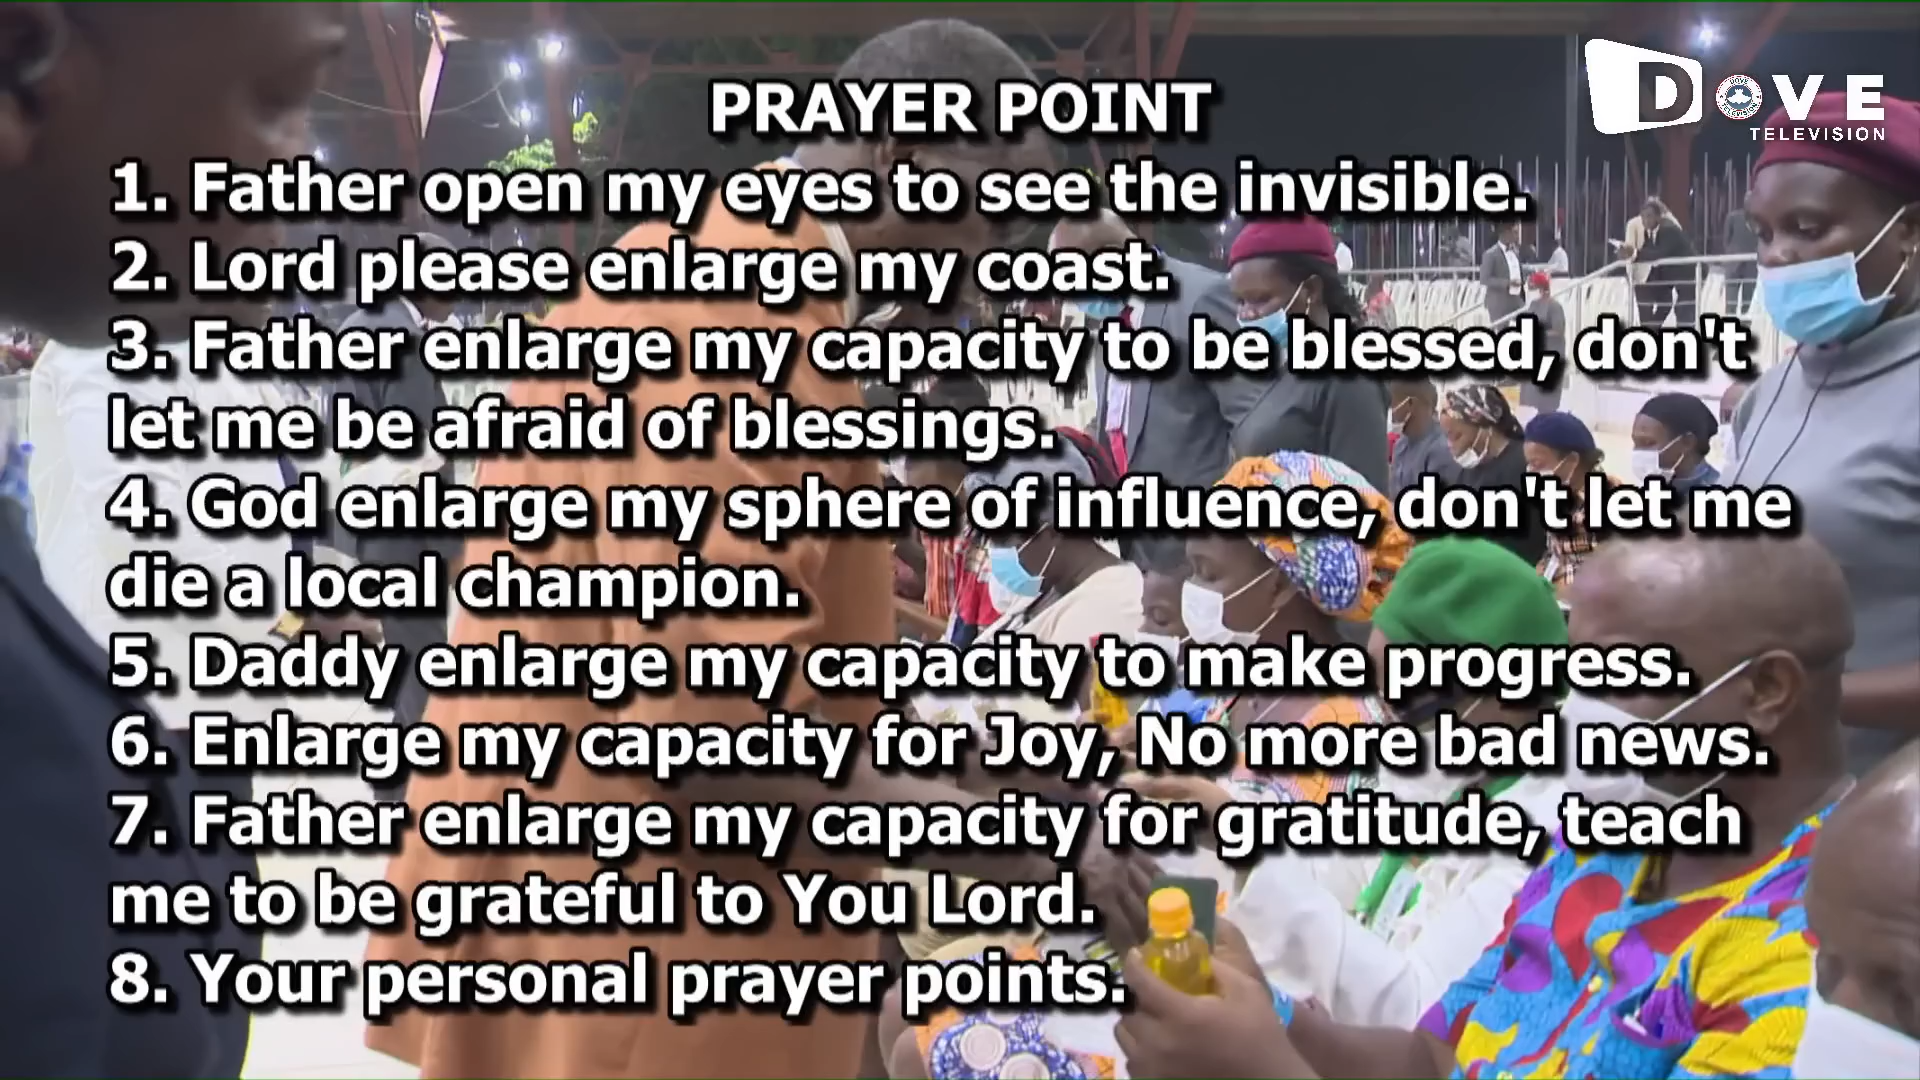 PRAYER POINT
1. Father open my eyes to see the invisible.
2. Lord please enlarge my coast.
3. Father enlarge my capacity to be blessed, don't
let me be afraid of blessings.
4. God enlarge my sphere of influence, don't let me
die a local champion.
5. Daddy enlarge my capacity to make progress.
6. Enlarge my capacity for Joy, No more bad news.
7. Father enlarge my capacity for gratitude, teach
me to be grateful to You Lord.
8. Your personal prayer points.
DOVE
TELEVISION